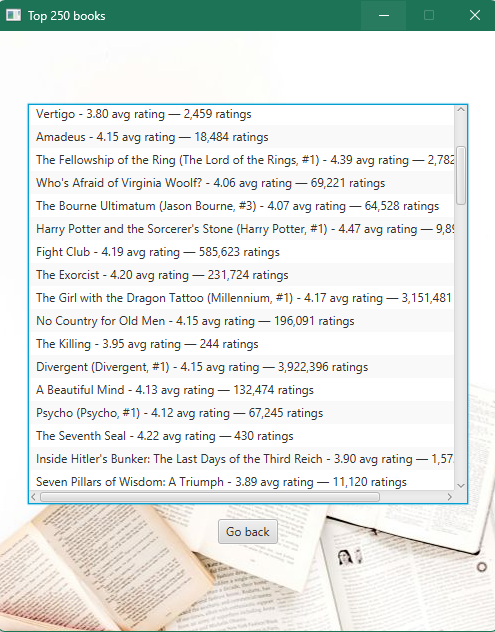 Top 250 books
Vertigo - 3.80 avg rating — 2,459 ratings
Amadeus - 4.15 avg rating — 18,484 ratings
The Fellowship of the Ring (The Lord of the Rings, #1) - 4.39 avg rating — 2,782
Who's Afraid of Virginia Woolf? - 4.06 avg rating — 69,221 ratings
The Bourne Ultimatum (Jason Bourne, #3) - 4.07 avg rating — 64,528 ratings
Harry Potter and the Sorcerer's Stone (Harry Potter, #1) - 4.47 avg rating — 9,89
Fight Club - 4.19 avg rating — 585,623 ratings
The Exorcist - 4.20 avg rating — 231,724 ratings
The Girl with the Dragon Tattoo (Millennium, #1) - 4.17 avg rating — 3,151,481
No Country for Old Men - 4.15 avg rating — 196,091 ratings
The Killing - 3.95 avg rating — 244 ratings
Divergent (Divergent, #1) - 4.15 avg rating — 3,922,396 ratings
A Beautiful Mind - 4.13 avg rating — 132,474 ratings
Psycho (Psycho, #1) - 4.12 avg rating — 67,245 ratings
The Seventh Seal - 4.22 avg rating — 430 ratings
Inside Hitler's Bunker: The Last Days of the Third Reich - 3.90 avg rating — 1,57
Seven Pillars of Wisdom: A Triumph - 3.89 avg rating — 11,120 ratings
Go back